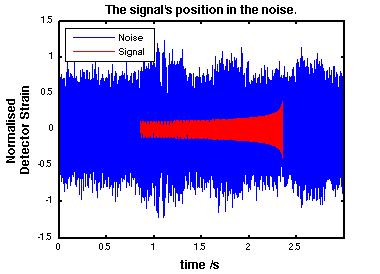 The signal's position in the noise.
Noise
Signal
Normalised
Detector Strain
1.5
1
0.5
0
-0.5
-1
-1.5
0 0.5 1 1.5 2 2.5
time /s